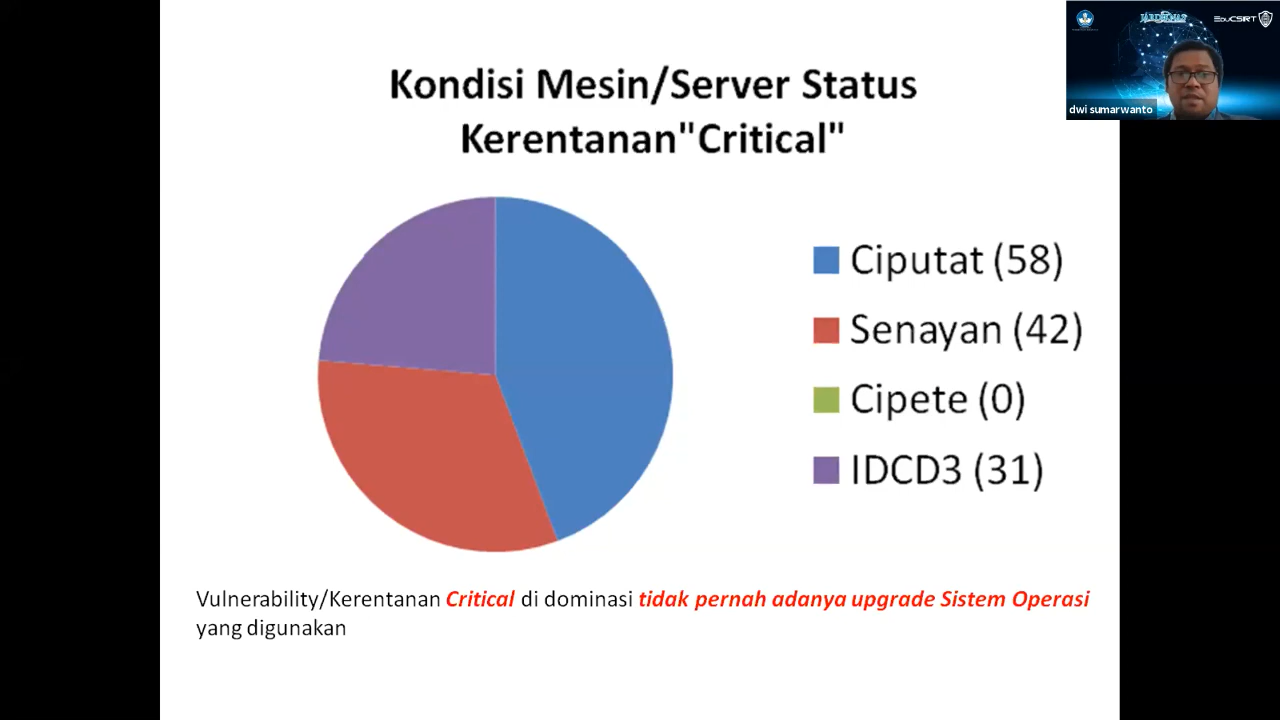 Kondisi Mesin/Server Status
Kerentanan"Critical"
Ciputat (58)
Senayan (42)
Cipete (0)
IDCD3 (31)
Vulnerability/Kerentanan Critical di dominasi tidak pernah adanya upgrade Sistem Operasi
yang digunakan
EDUCSIRT
dwi sumarwanto